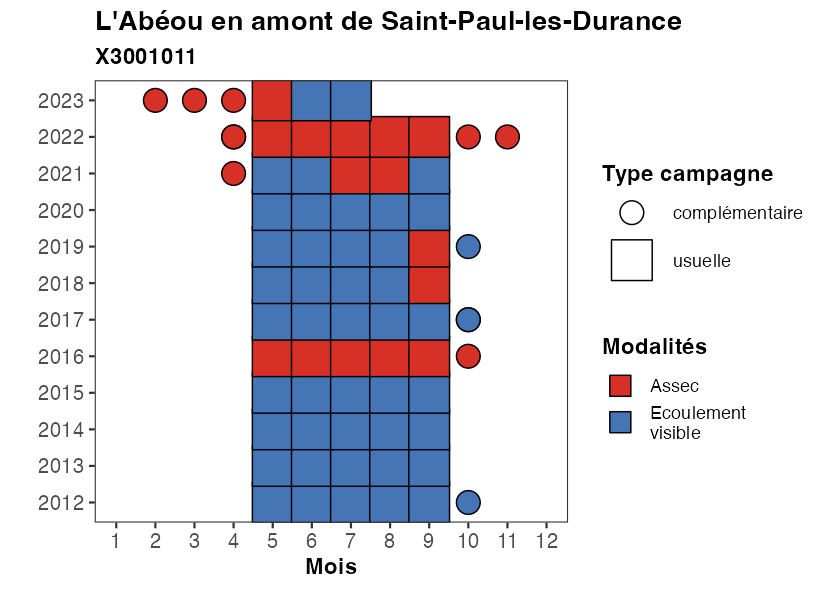 L'Abéou en amont de Saint-Paul-les-Durance
X3001011
2023
2022
2021
2020
2019
2018
2017
2016
2015
2014
2013
2012
1 2 3 4 5 6 7 8 9 10 11 12
Mois
Type campagne
complémentaire
usuelle
Modalités
Assec
Ecoulement
visible